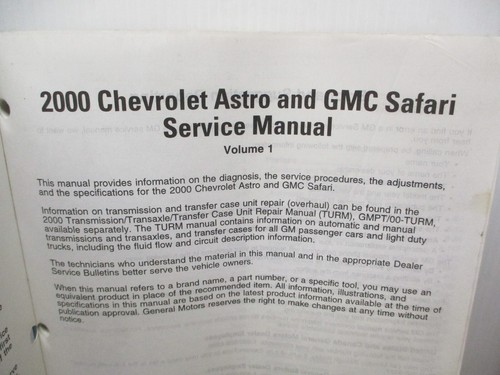 2000 Chevrolet Astro and GMC Safari
Service Manual
Volume 1
This manual provides information on the diagnosis, the service procedures, the adjustments,
and the specifications for the 2000 Chevrolet Astro and GMC Safari.
Information on transmission and transfer case unit repair (overhaul) can be found in the
2000 Transmission/Transaxle/Transfer Case Unit Repair Manual (TURM), GMPT/00-TURM,
available separately. The TURM manual contains information on automatic and manual
transmissions and transaxles, and transfer cases for all GM passenger cars and light duty
trucks, including the fluid flow and circuit description information.
The technicians who understand the material in this manual and in the appropriate Dealer
Service Bulletins better serve the vehicle owners.
When this manual refers to a brand name, a part number, or a specific tool, you may use an
equivalent product in place of the recommended item. All information, illustrations, and
specifications in this manual are based on the latest product information available at the time of
publication approval. General Motors reserves the right to make changes at any time without
notice.